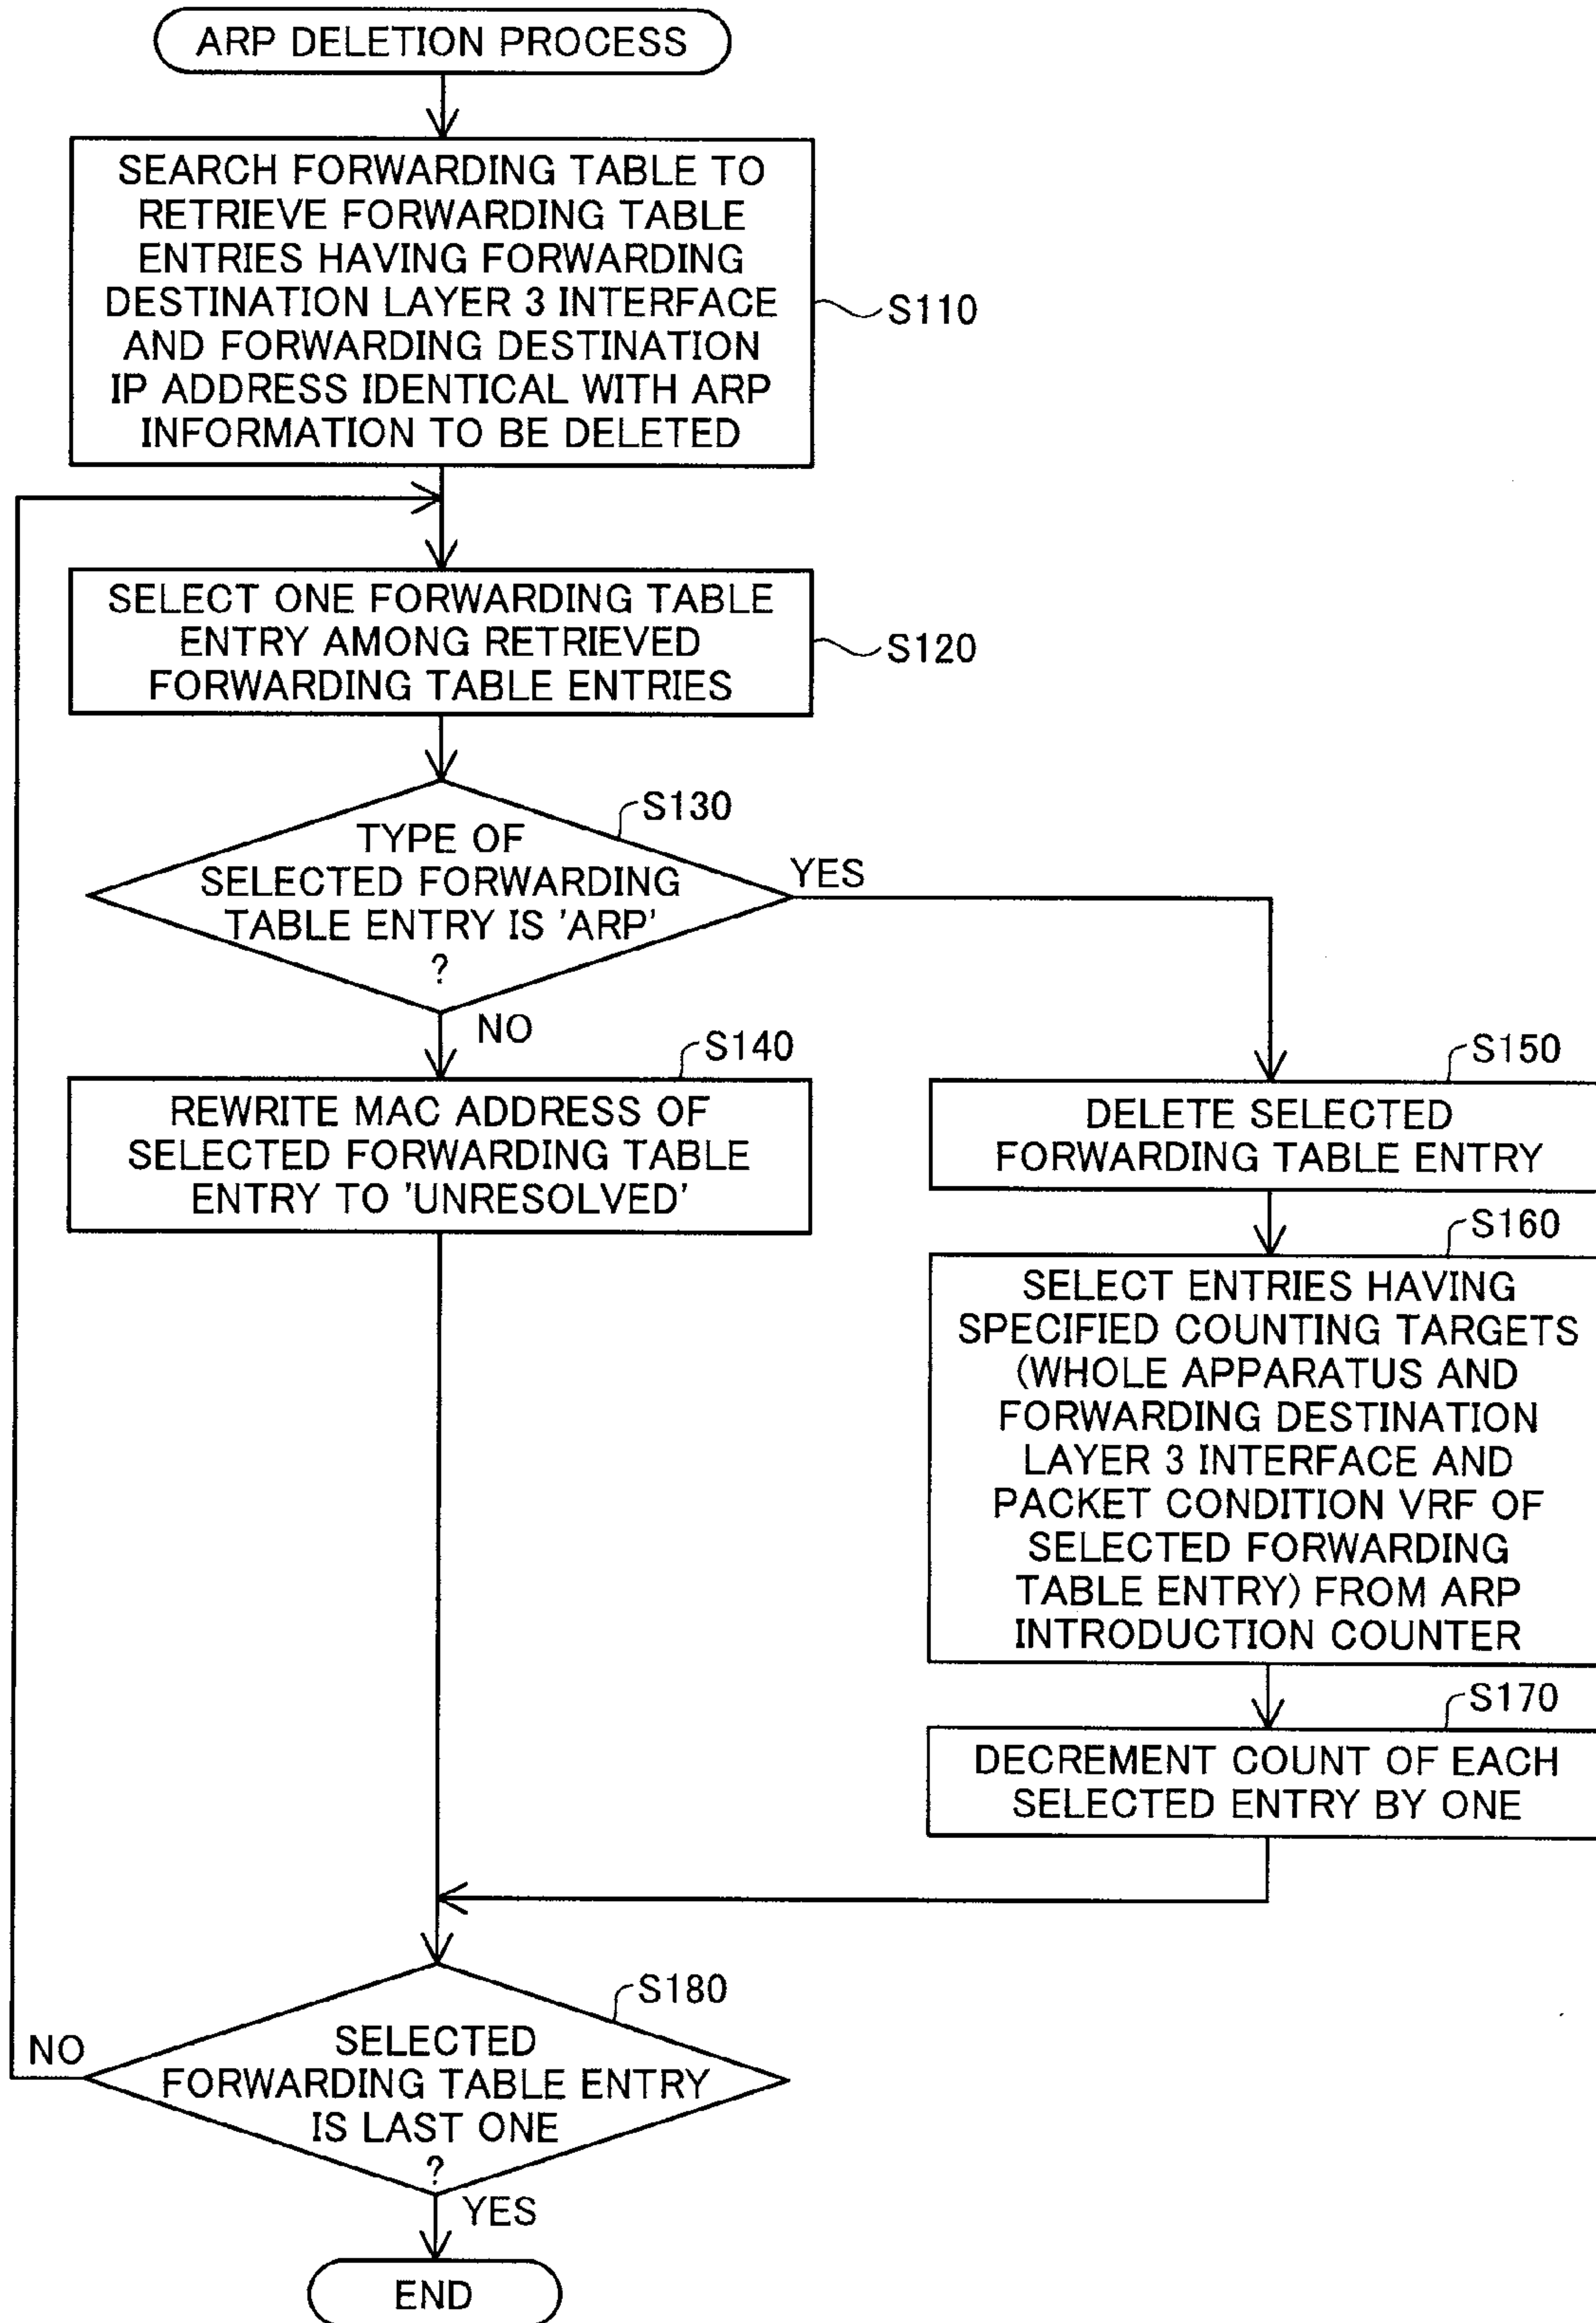 ARP DELETION PROCESS
SEARCH FORWARDING TABLE TO
RETRIEVE FORWARDING TABLE
ENTRIES HAVING FORWARDING
DESTINATION LAYER 3 INTERFACE
AND FORWARDING DESTINATION
IP ADDRESS IDENTICAL WITH ARP
INFORMATION TO BE DELETED
S110
SELECT ONE FORWARDING TABLE
ENTRY AMONG RETRIEVED
FORWARDING TABLE ENTRIES
S120
S130
TYPE OF
SELECTED FORWARDING
TABLE ENTRY IS 'ARP'
?
YES
NO
S140
REWRITE MAC ADDRESS OF
SELECTED FORWARDING TABLE
ENTRY TO 'UNRESOLVED'
S150
DELETE SELECTED
FORWARDING TABLE ENTRY
S160
SELECT ENTRIES HAVING
SPECIFIED COUNTING TARGETS
(WHOLE APPARATUS AND
FORWARDING DESTINATION
LAYER 3 INTERFACE AND
PACKET CONDITION VRF OF
SELECTED FORWARDING
TABLE ENTRY) FROM ARP
INTRODUCTION COUNTER
S170
DECREMENT COUNT OF EACH
SELECTED ENTRY BY ONE
S180
NO
SELECTED
FORWARDING TABLE ENTRY
IS LAST ONE
?
YES
END